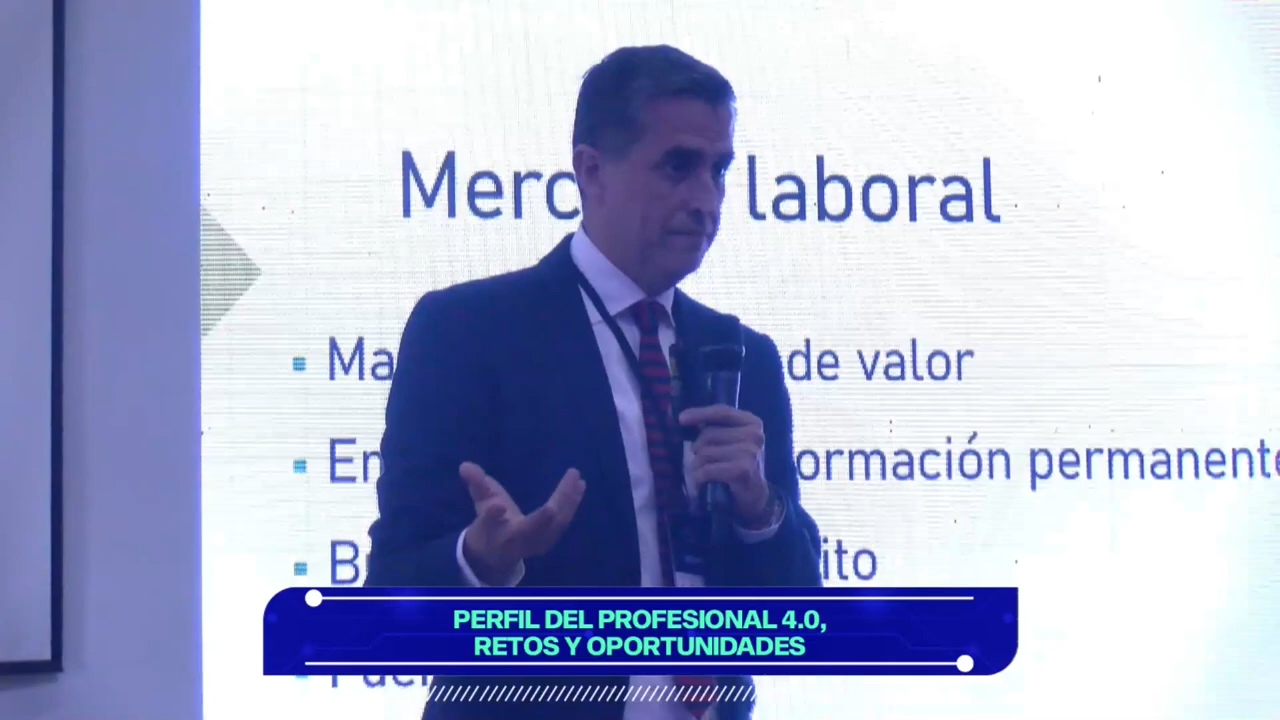 Merc laboral
Ma de valor
En ormación permanente
B ito
PERFIL DEL PROFESIONAL 4.0,
RETOS Y OPORTUNIDADES